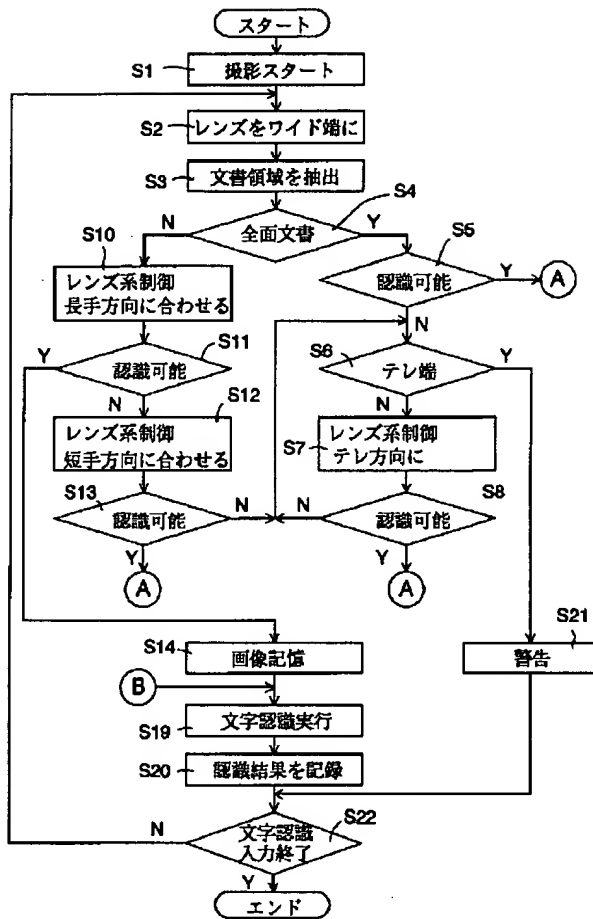 スタート
S1
撮影スタート
S2
レンズをワイド端に
S3
文書領域を抽出
S4
N
全面文書
Y
S10
S5
レンズ系制御
長手方向に合わせる
認識可能
Y
A
N
Y
S11
認識可能
S6
テレ端
Y
N
S12
N
レンズ系制御
短手方向に合わせる
S7
レンズ系制御
テレ方向に
S13
認識可能
N
N
認識可能
S8
Y
A
Y
A
S14
画像記憶
S21
警告
B
S19
文字認識実行
S20
認識結果を記録
N
文字認識
入力終了
S22
Y
エンド